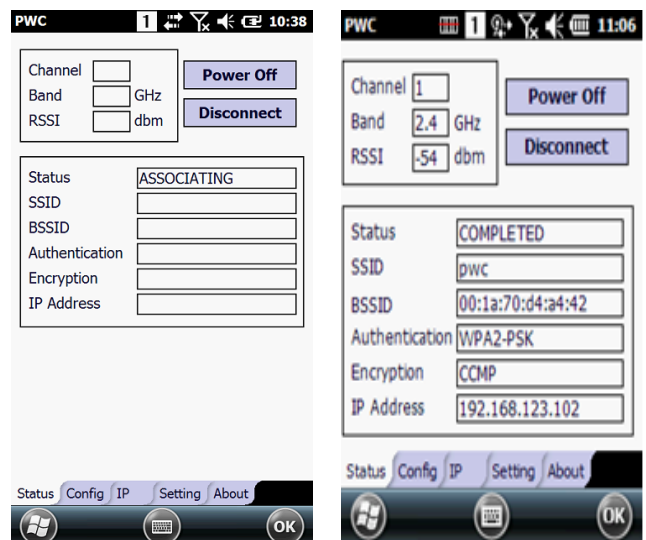 PWC 1 10:38
Channel
Band GHz
RSSI dbm
Power Off
Disconnect
Status ASSOCIATING
SSID
BSSID
Authentication
Encryption
IP Address
Status Config IP Setting About
OK
PWC 1 11:06
Channel 1
Band 2.4 GHz
RSSI -54 dbm
Power Off
Disconnect
Status COMPLETED
SSID pwc
BSSID 00:1a:70:d4:a4:42
Authentication WPA2-PSK
Encryption CCMP
IP Address 192.168.123.102
Status Config IP Setting About
OK